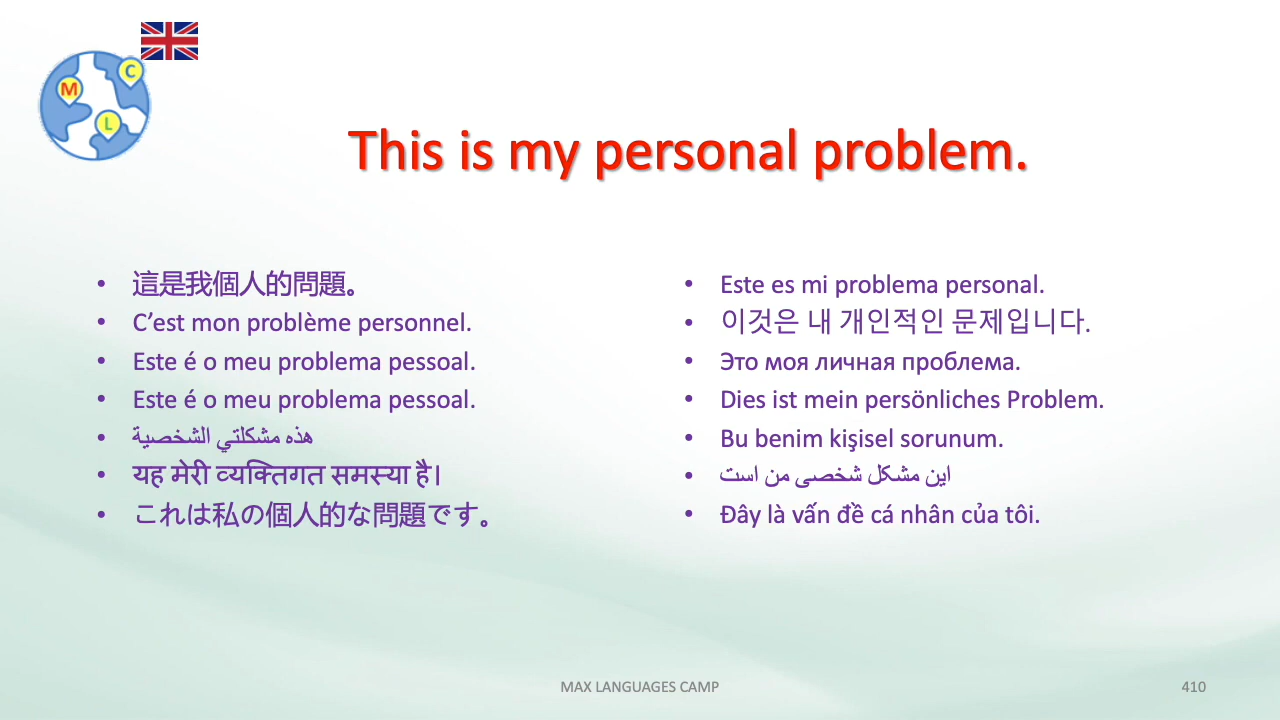 C
M
L
This is my personal problem.
• 這是我個人的問題。
• C’est mon problème personnel.
• Este é o meu problema pessoal.
• Este é o meu problema pessoal.
• هذه مشكلتي الشخصية
• यह मेरी व्यक्तिगत समस्या है।
• これは私の個人的な問題です。
• Este es mi problema personal.
• 이것은 내 개인적인 문제입니다.
• Это моя личная проблема.
• Dies ist mein persönliches Problem.
• Bu benim kişisel sorunum.
• این مشکل شخصی من است
• Đây là vấn đề cá nhân của tôi.
MAX LANGUAGES CAMP
410